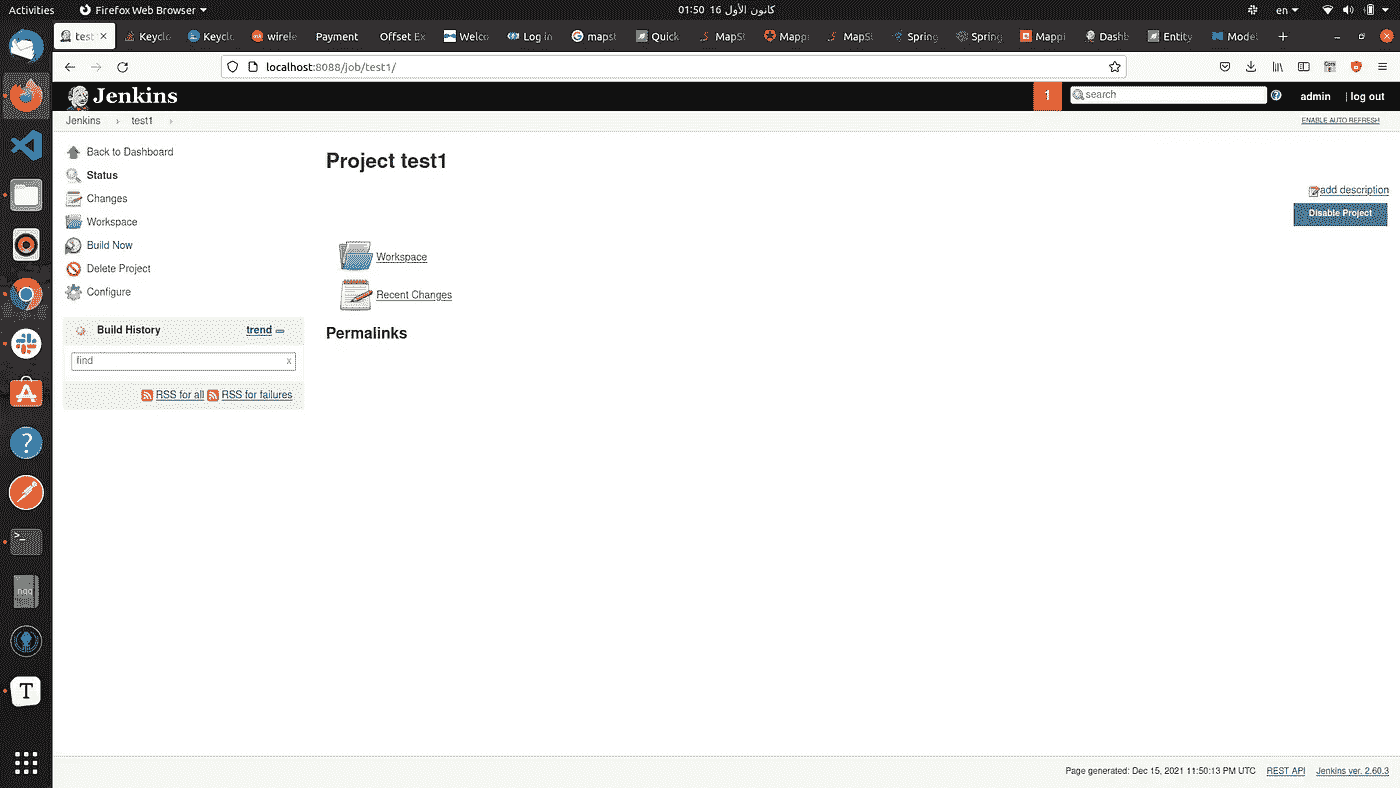 Activities Firefox Web Browser 01:50 16 كانون الأول en
test Keyclo Keyclo wirele Payment Offset Ex Welco Log in mapst Quick MapSt Mappi MapSt Spring Spring Mappi Dashb Entity Model
localhost:8088/job/test1/
Jenkins 1 search admin | log out
Jenkins › test1 › ENABLE AUTO REFRESH
Back to Dashboard
Status
Changes
Workspace
Build Now
Delete Project
Configure
Build History trend
find x
RSS for all RSS for failures
Project test1
add description
Disable Project
Workspace
Recent Changes
Permalinks
Page generated: Dec 15, 2021 11:50:13 PM UTC REST API Jenkins ver. 2.60.3